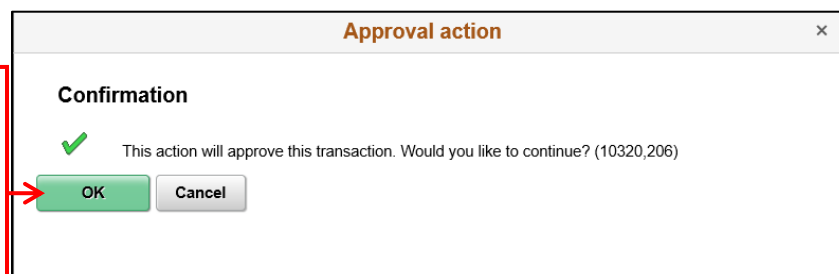 Approval action
×
Confirmation
This action will approve this transaction. Would you like to continue? (10320,206)
OK Cancel